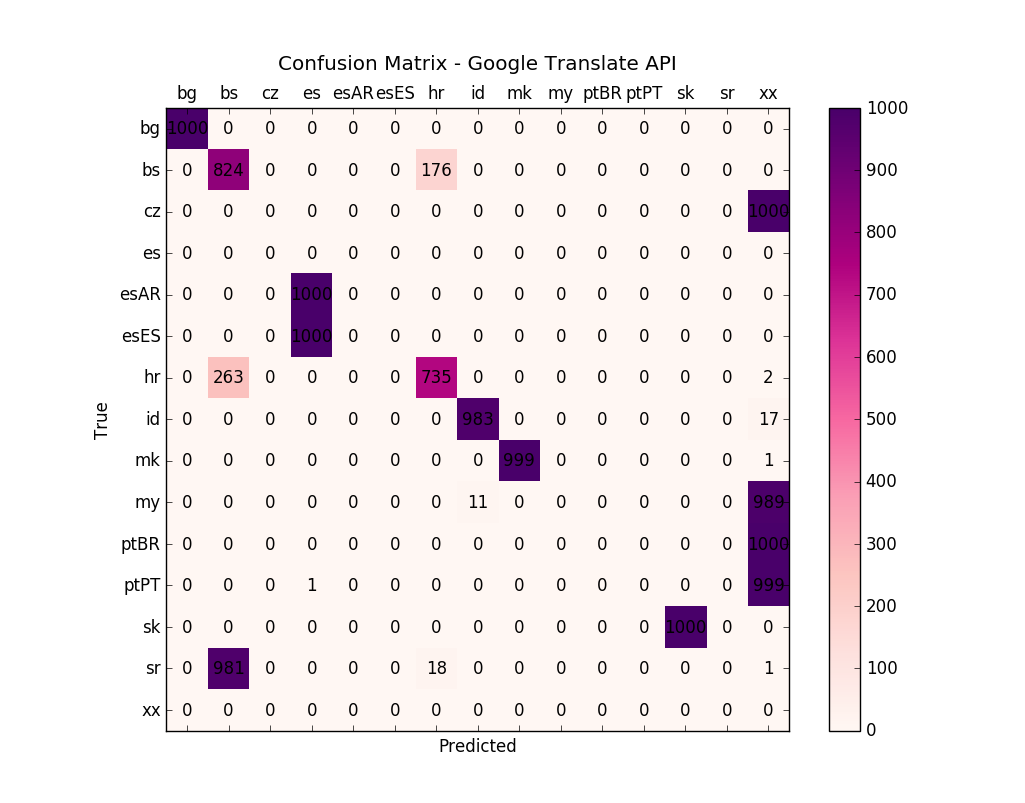 Confusion Matrix - Google Translate API
bg bs cz es esAR esES hr id mk my ptBR ptPT sk sr xx
bg 1000 0 0 0 0 0 0 0 0 0 0 0 0 0 0
bs 0 824 0 0 0 0 176 0 0 0 0 0 0 0 0
cz 0 0 0 0 0 0 0 0 0 0 0 0 0 0 1000
es 0 0 0 0 0 0 0 0 0 0 0 0 0 0 0
esAR 0 0 0 1000 0 0 0 0 0 0 0 0 0 0 0
esES 0 0 0 1000 0 0 0 0 0 0 0 0 0 0 0
hr 0 263 0 0 0 0 735 0 0 0 0 0 0 0 2
id 0 0 0 0 0 0 0 983 0 0 0 0 0 0 17
mk 0 0 0 0 0 0 0 0 999 0 0 0 0 0 1
my 0 0 0 0 0 0 0 11 0 0 0 0 0 0 989
ptBR 0 0 0 0 0 0 0 0 0 0 0 0 0 0 1000
ptPT 0 0 0 1 0 0 0 0 0 0 0 0 0 0 999
sk 0 0 0 0 0 0 0 0 0 0 0 0 1000 0 0
sr 0 981 0 0 0 0 18 0 0 0 0 0 0 0 1
xx 0 0 0 0 0 0 0 0 0 0 0 0 0 0 0
True
Predicted
1000
900
800
700
600
500
400
300
200
100
0